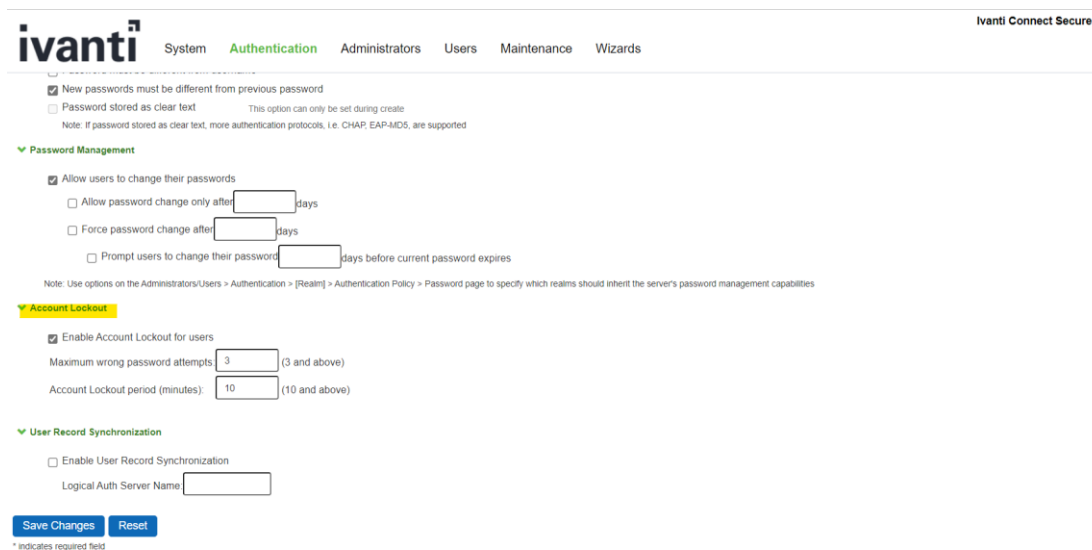 Ivanti Connect Secure
ivanti
System Authentication Administrators Users Maintenance Wizards
New passwords must be different from previous password
Password stored as clear text This option can only be set during create
Note: If password stored as clear text, more authentication protocols, i.e. CHAP, EAP-MD5, are supported
Password Management
Allow users to change their passwords
Allow password change only after days
Force password change after days
Prompt users to change their password days before current password expires
Note: Use options on the Administrators/Users > Authentication > [Realm] > Authentication Policy > Password page to specify which realms should inherit the server's password management capabilities
Account Lockout
Enable Account Lockout for users
Maximum wrong password attempts: 3 (3 and above)
Account Lockout period (minutes): 10 (10 and above)
User Record Synchronization
Enable User Record Synchronization
Logical Auth Server Name:
Save Changes Reset
* indicates required field